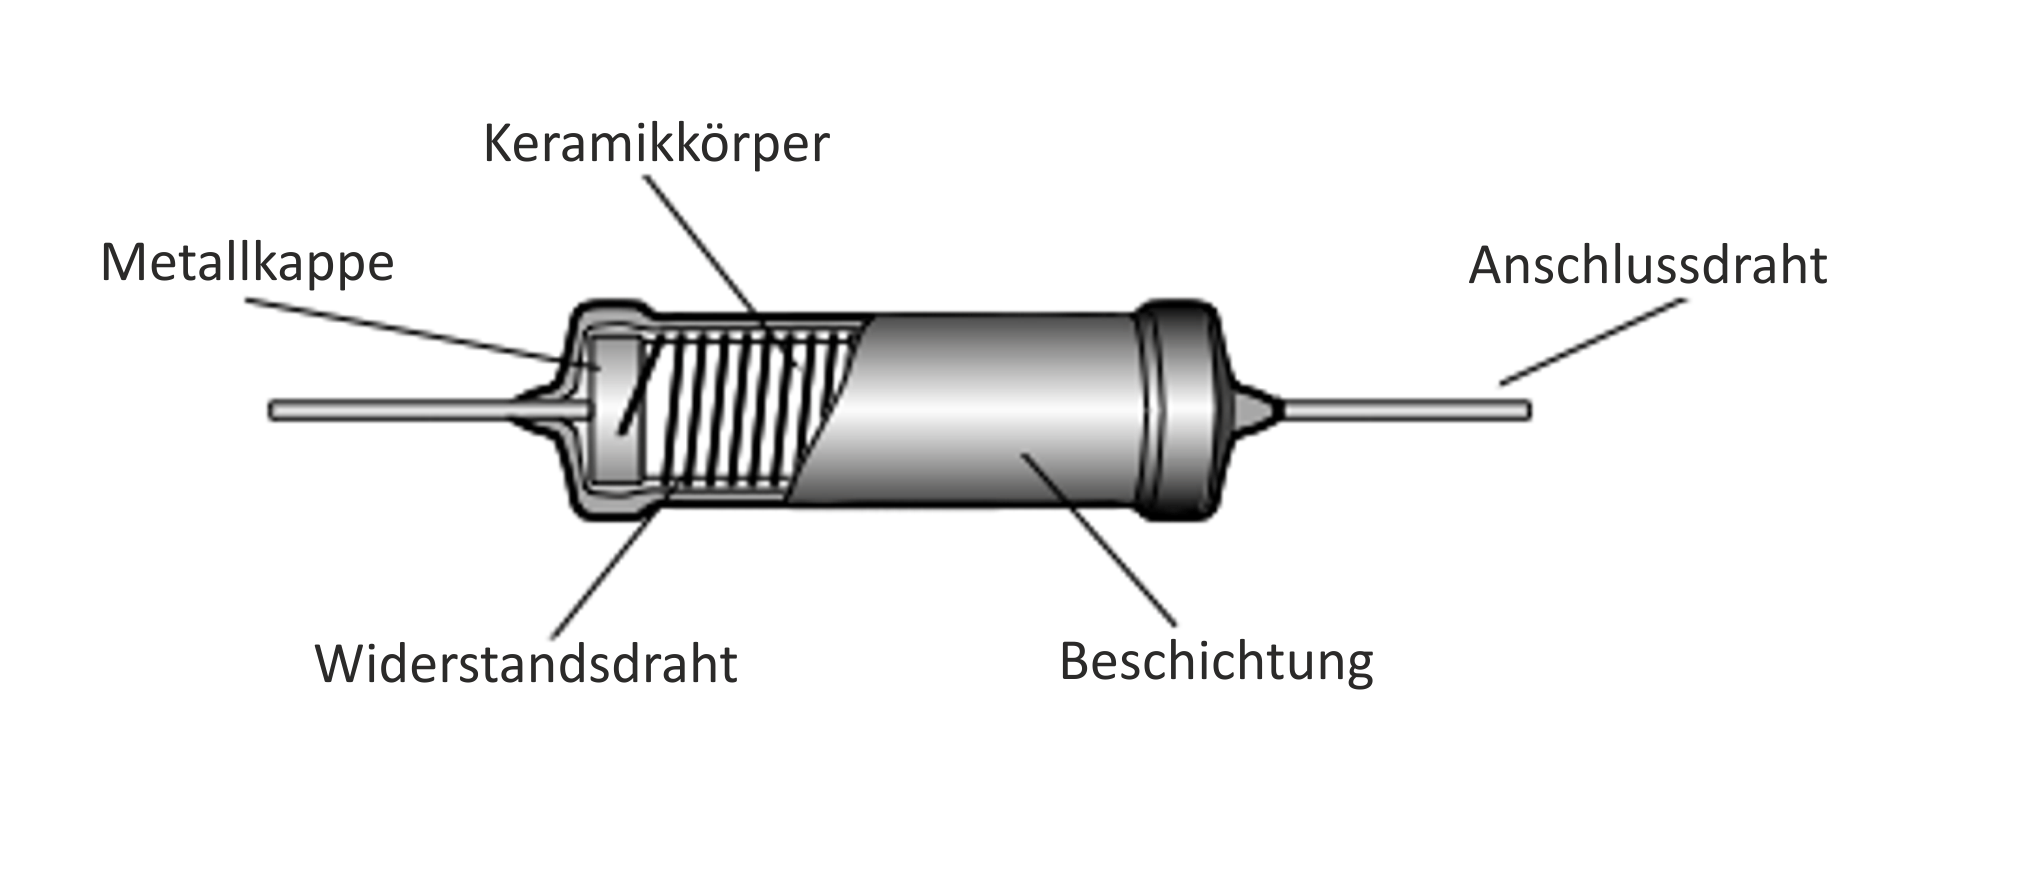 Keramikkörper
Metallkappe
Anschlussdraht
Widerstandsdraht
Beschichtung